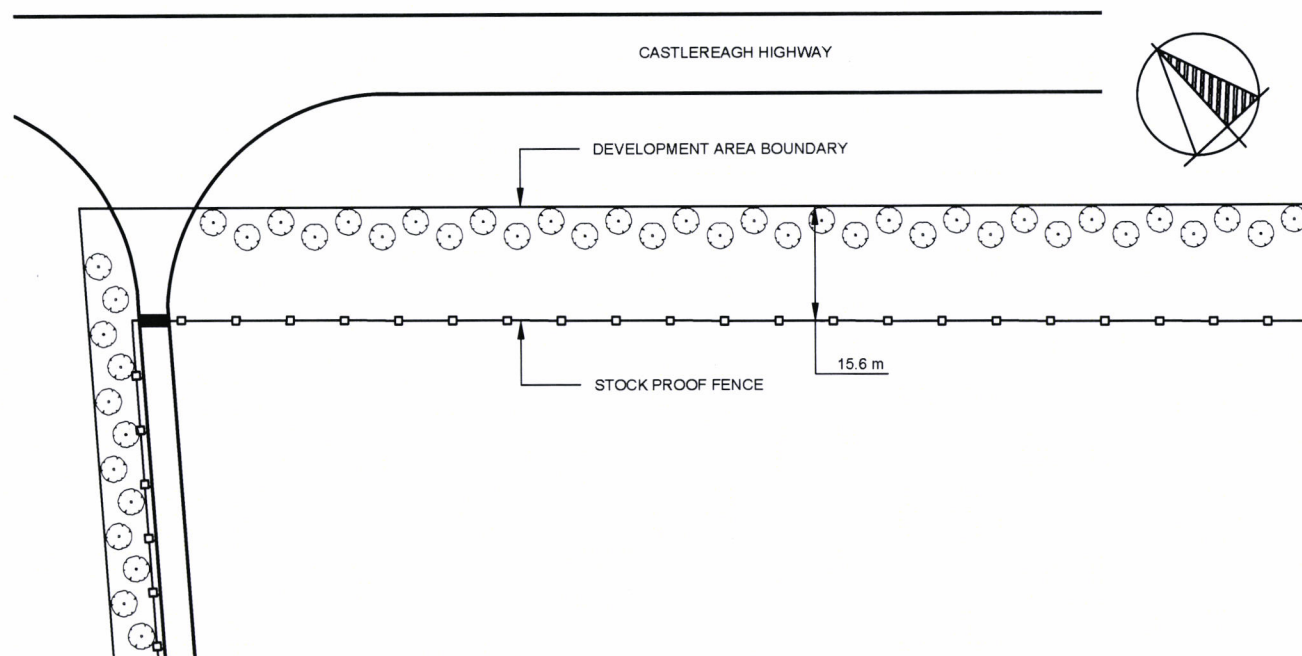 CASTLEREAGH HIGHWAY
DEVELOPMENT AREA BOUNDARY
15.6 m
STOCK PROOF FENCE